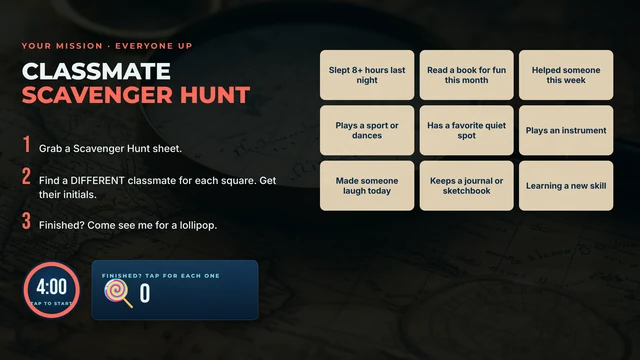 YOUR MISSION · EVERYONE UP
CLASSMATE
SCAVENGER HUNT
1 Grab a Scavenger Hunt sheet.
2 Find a DIFFERENT classmate for each square. Get
their initials.
3 Finished? Come see me for a lollipop.
4:00
TAP TO START
FINISHED? TAP FOR EACH ONE
0
Slept 8+ hours last
night
Read a book for fun
this month
Helped someone
this week
Plays a sport or
dances
Has a favorite quiet
spot
Plays an instrument
Made someone
laugh today
Keeps a journal or
sketchbook
Learning a new skill